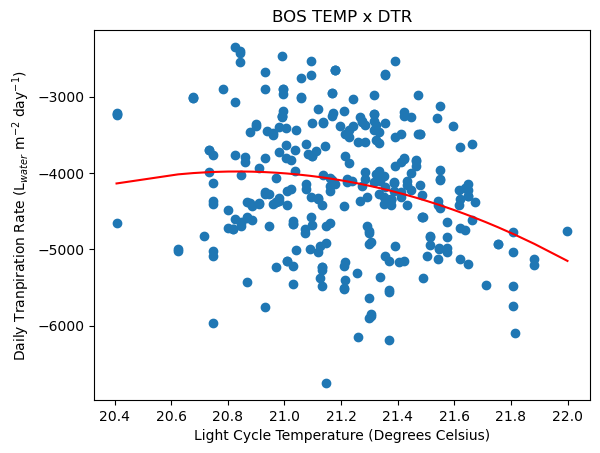 BOS TEMP x DTR
Daily Tranpiration Rate (L_water m⁻² day⁻¹)
−3000
−4000
−5000
−6000
20.4 20.6 20.8 21.0 21.2 21.4 21.6 21.8 22.0
Light Cycle Temperature (Degrees Celsius)